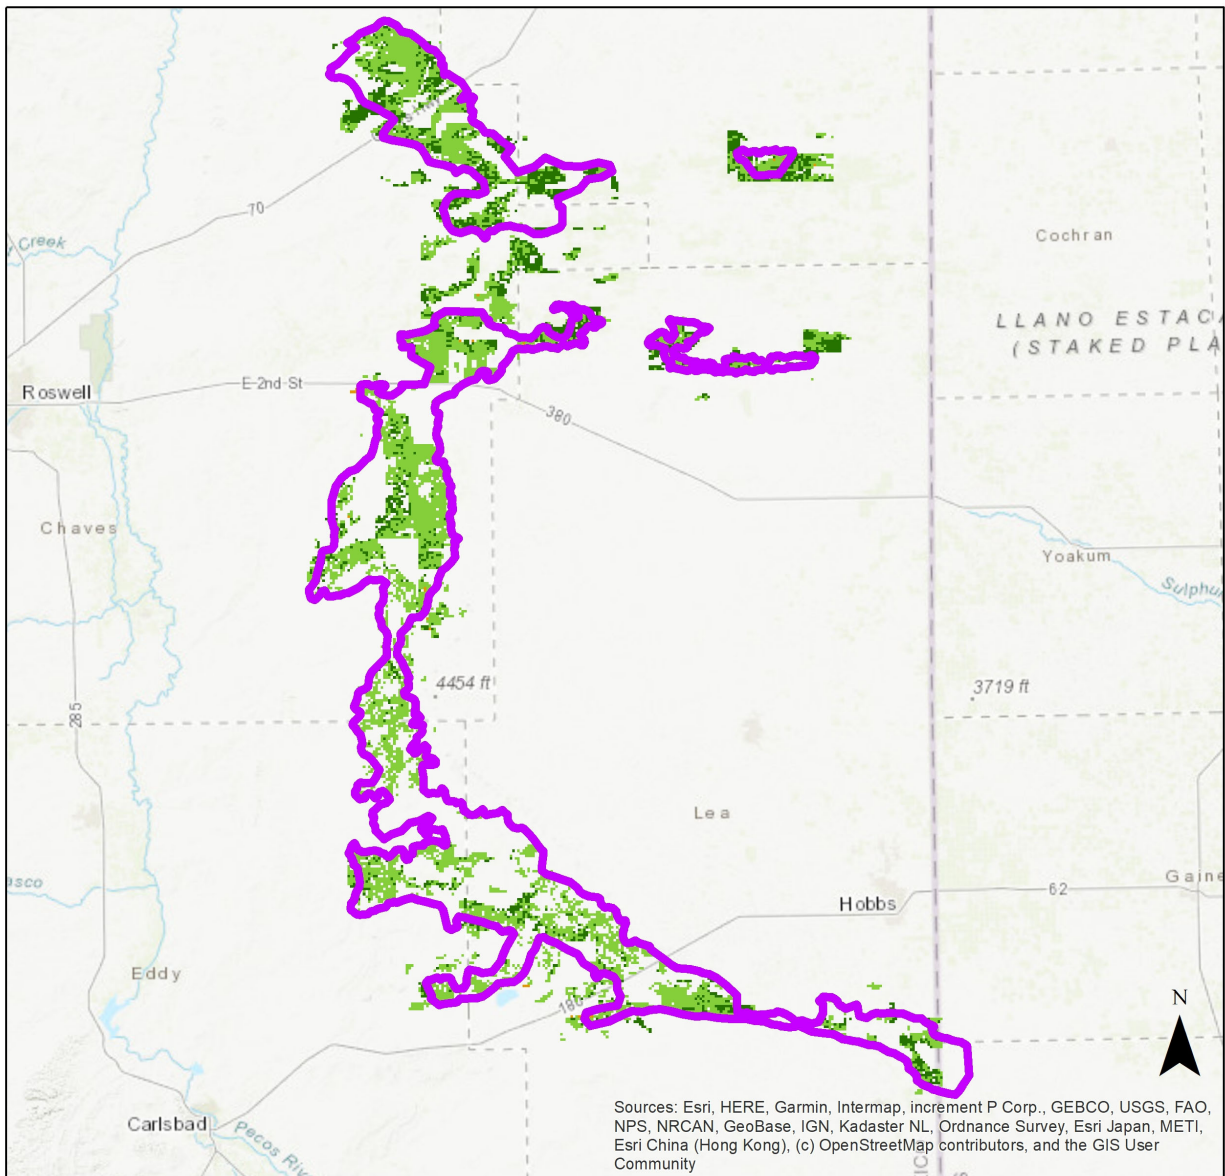 70
Creek
Cochran
LLANO ESTAC
(STAKED PLA
E 2nd St
Roswell
380
Chaves
Yoakum
Sulphur
4454 ft
3719 ft
285
Lea
asco
62
Gaine
Hobbs
Eddy
180
N
Carlsbad
Pecos Riv
Sources: Esri, HERE, Garmin, Intermap, increment P Corp., GEBCO, USGS, FAO,
NPS, NRCAN, GeoBase, IGN, Kadaster NL, Ordnance Survey, Esri Japan, METI,
Esri China (Hong Kong), (c) OpenStreetMap contributors, and the GIS User
Community